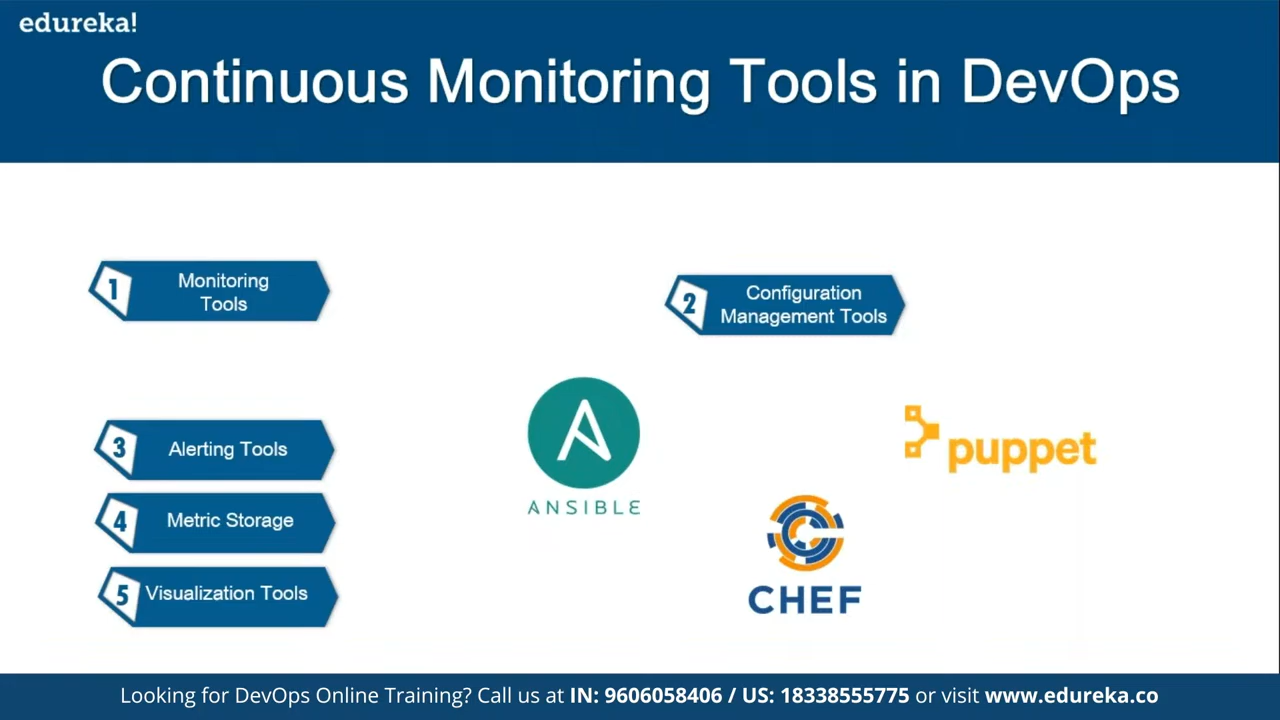 edureka!
Continuous Monitoring Tools in DevOps
1
Monitoring
Tools
2
Configuration
Management Tools
3
Alerting Tools
4
Metric Storage
5
Visualization Tools
ANSIBLE
puppet
CHEF
Looking for DevOps Online Training? Call us at IN: 9606058406 / US: 18338555775 or visit www.edureka.co